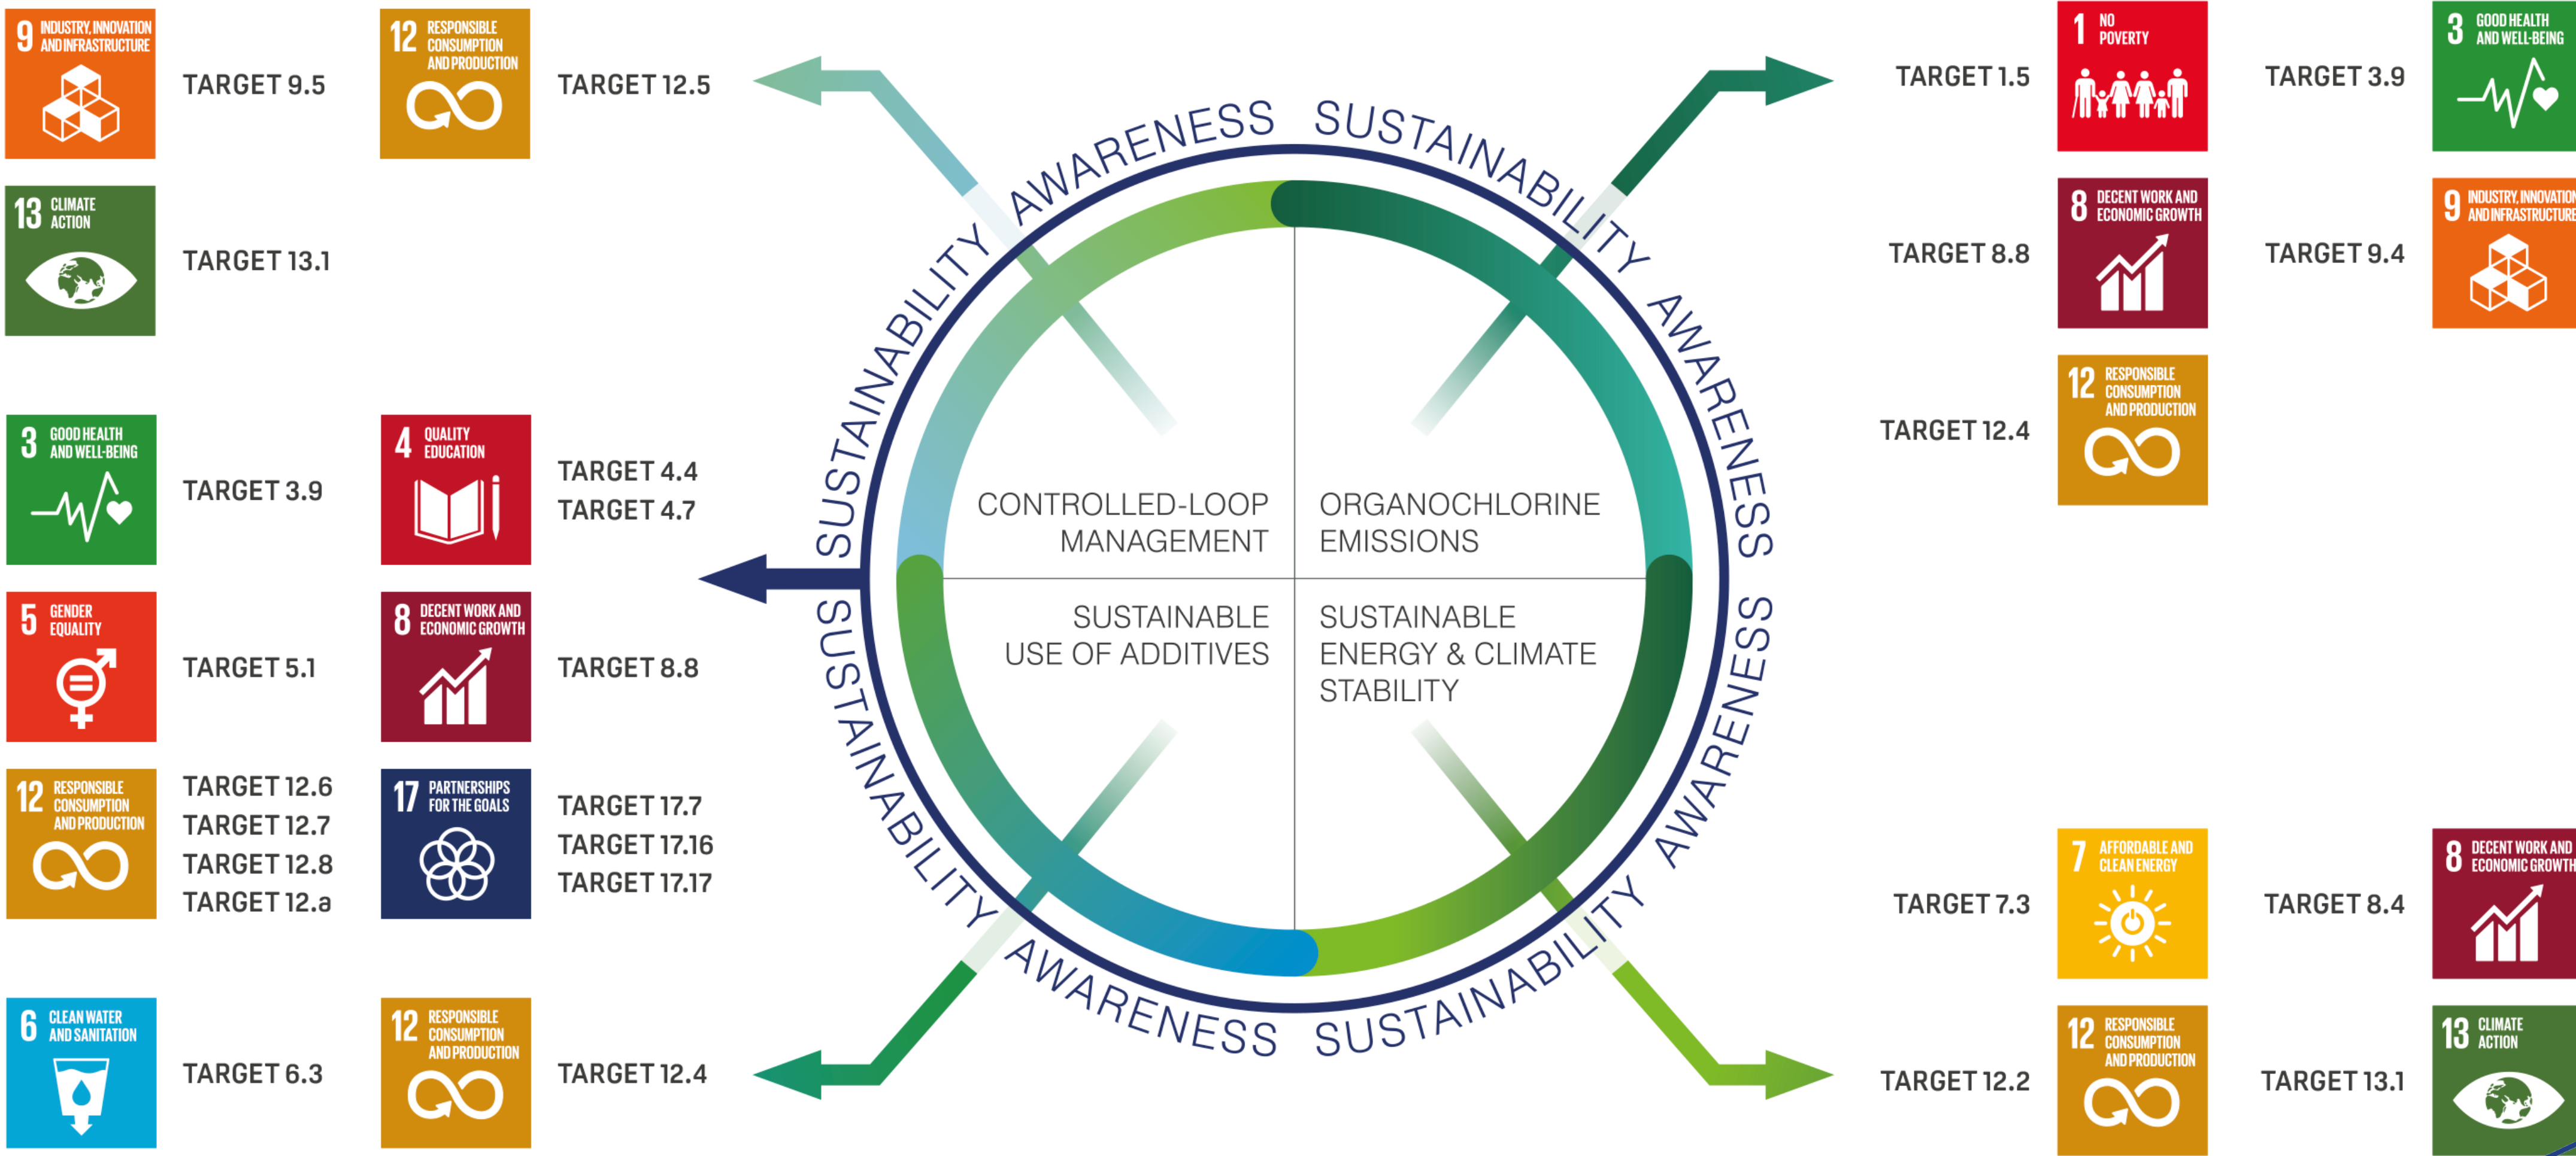 9 INDUSTRY, INNOVATION
AND INFRASTRUCTURE
TARGET 9.5
12 RESPONSIBLE
CONSUMPTION
AND PRODUCTION
TARGET 12.5
13 CLIMATE
ACTION
TARGET 13.1
3 GOOD HEALTH
AND WELL-BEING
TARGET 3.9
4 QUALITY
EDUCATION
TARGET 4.4
TARGET 4.7
5 GENDER
EQUALITY
TARGET 5.1
8 DECENT WORK AND
ECONOMIC GROWTH
TARGET 8.8
12 RESPONSIBLE
CONSUMPTION
AND PRODUCTION
TARGET 12.6
TARGET 12.7
TARGET 12.8
TARGET 12.a
17 PARTNERSHIPS
FOR THE GOALS
TARGET 17.7
TARGET 17.16
TARGET 17.17
6 CLEAN WATER
AND SANITATION
TARGET 6.3
12 RESPONSIBLE
CONSUMPTION
AND PRODUCTION
TARGET 12.4
SUSTAINABILITY AWARENESS
SUSTAINABILITY AWARENESS
SUSTAINABILITY AWARENESS
SUSTAINABILITY AWARENESS
CONTROLLED-LOOP
MANAGEMENT
ORGANOCHLORINE
EMISSIONS
SUSTAINABLE
USE OF ADDITIVES
SUSTAINABLE
ENERGY & CLIMATE
STABILITY
TARGET 1.5
1 NO
POVERTY
TARGET 3.9
3 GOOD HEALTH
AND WELL-BEING
TARGET 8.8
8 DECENT WORK AND
ECONOMIC GROWTH
TARGET 9.4
9 INDUSTRY, INNOVATION
AND INFRASTRUCTURE
TARGET 12.4
12 RESPONSIBLE
CONSUMPTION
AND PRODUCTION
TARGET 7.3
7 AFFORDABLE AND
CLEAN ENERGY
TARGET 8.4
8 DECENT WORK AND
ECONOMIC GROWTH
TARGET 12.2
12 RESPONSIBLE
CONSUMPTION
AND PRODUCTION
TARGET 13.1
13 CLIMATE
ACTION